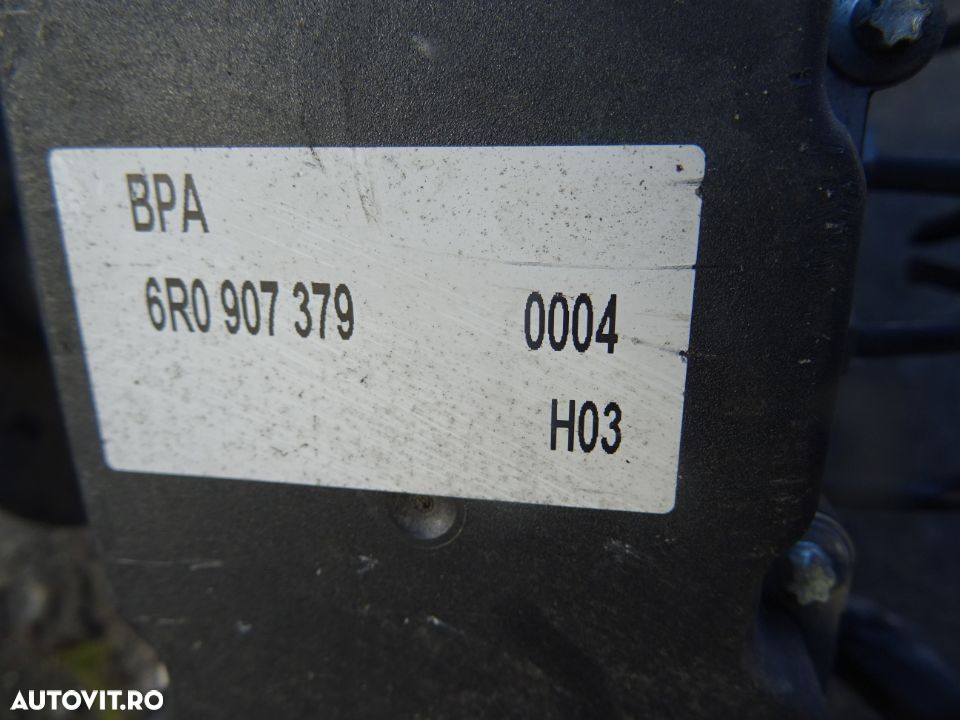 BPA
6R0 907 379 0004
H03
AUTOVIT.RO